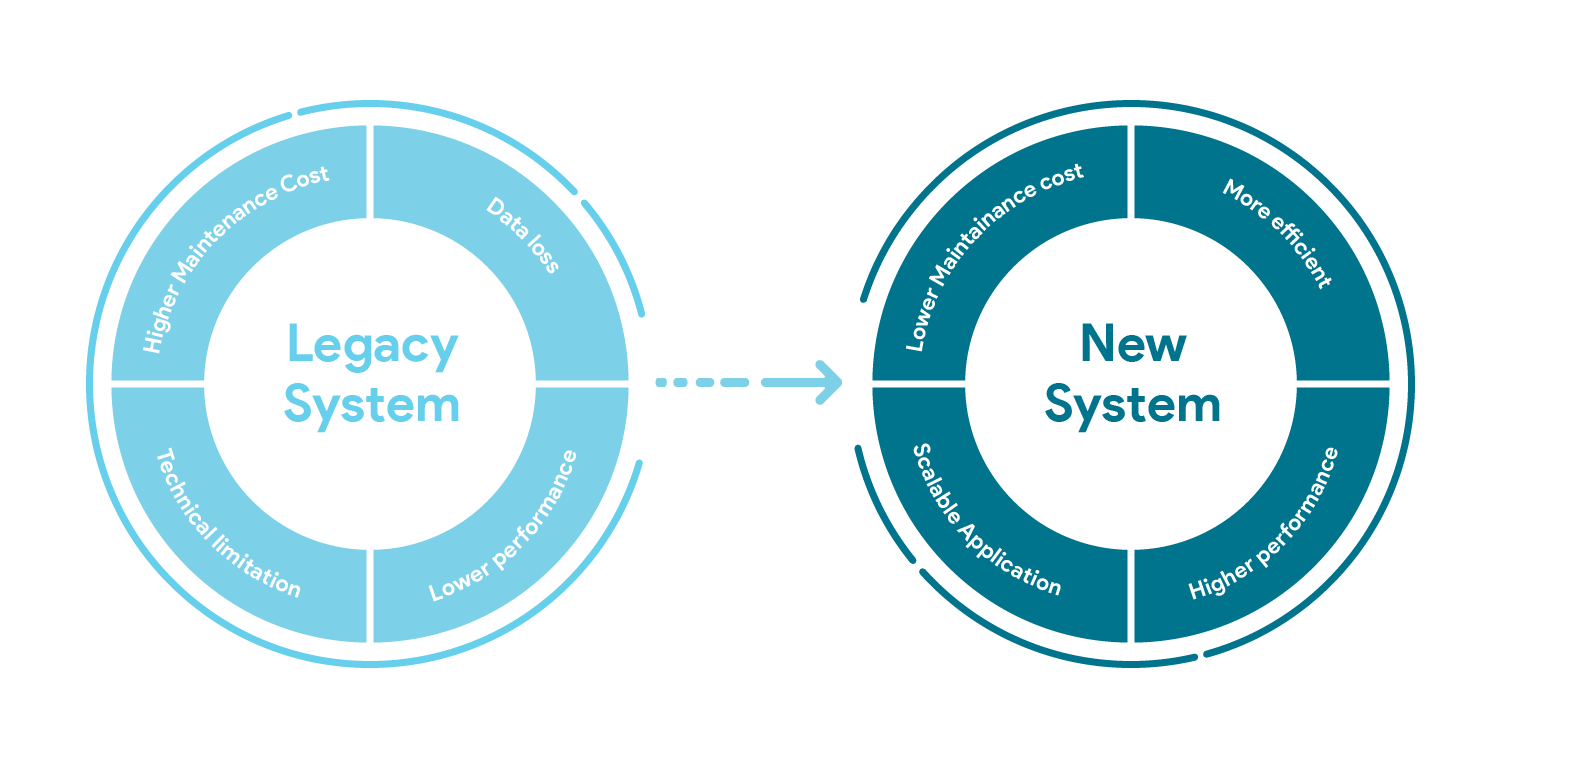 Higher Maintenance Cost
Data loss
Legacy
System
Technical limitation
Lower performance
Lower Maintainance cost
More efficient
New
System
Scalable Application
Higher performance